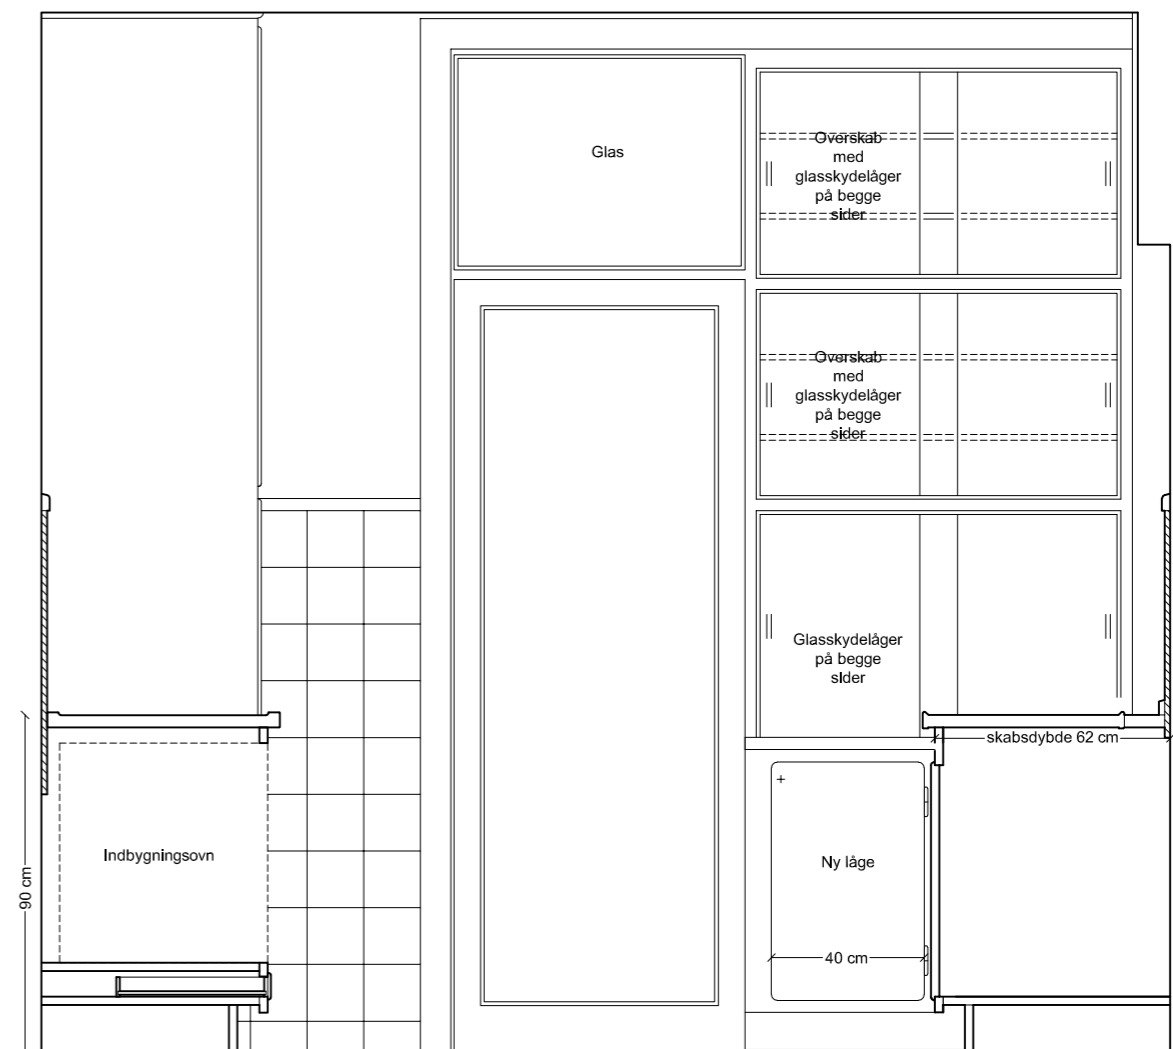 Glas
Overskab
med
glasskydelåger
på begge
sider
Overskab
med
glasskydelåger
på begge
sider
Glasskydelåger
på begge
sider
skabsdybde 62 cm
Indbygningsovn
Ny låge
90 cm
40 cm